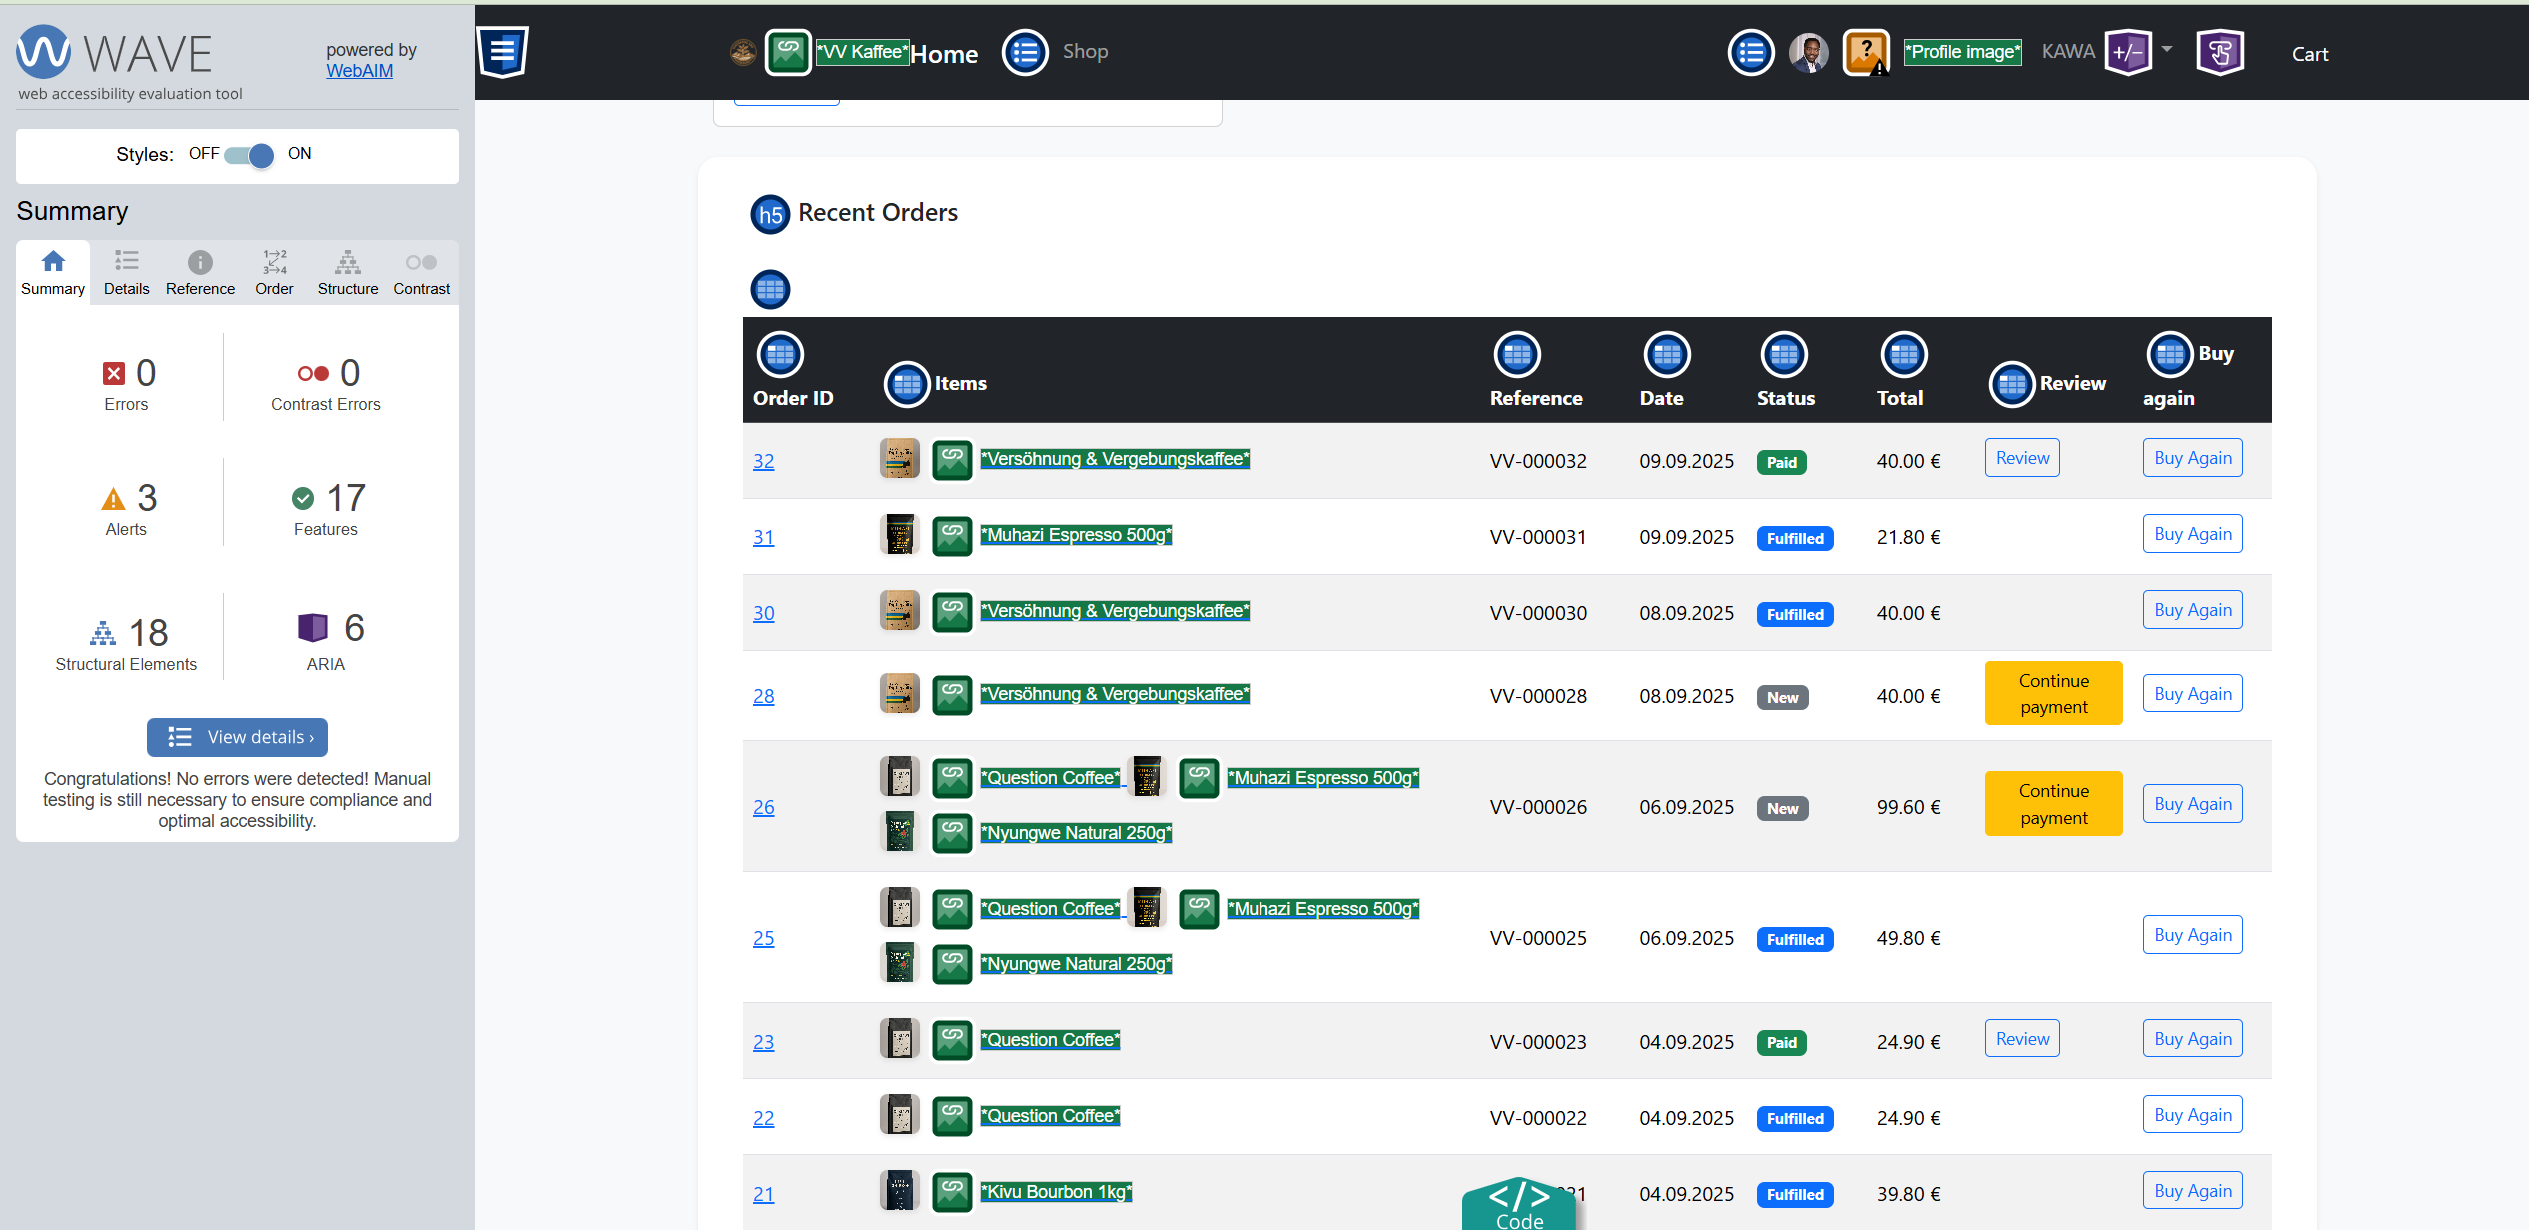 WAVE
powered by
WebAIM
web accessibility evaluation tool
Styles: OFF ON
Summary
Summary Details Reference Order Structure Contrast
0 Errors
0 Contrast Errors
3 Alerts
17 Features
18 Structural Elements
6 ARIA
View details ›
Congratulations! No errors were detected! Manual
testing is still necessary to ensure compliance and
optimal accessibility.
*VV Kaffee* Home Shop *Profile image* KAWA +/− Cart
h5 Recent Orders
Order ID Items Reference Date Status Total Review Buy again
32 *Versöhnung & Vergebungskaffee* VV-000032 09.09.2025 Paid 40.00 € Review Buy Again
31 *Muhazi Espresso 500g* VV-000031 09.09.2025 Fulfilled 21.80 € Buy Again
30 *Versöhnung & Vergebungskaffee* VV-000030 08.09.2025 Fulfilled 40.00 € Buy Again
28 *Versöhnung & Vergebungskaffee* VV-000028 08.09.2025 New 40.00 € Continue payment Buy Again
26 *Question Coffee* *Muhazi Espresso 500g* VV-000026 06.09.2025 New 99.60 € Continue payment Buy Again
*Nyungwe Natural 250g*
25 *Question Coffee* *Muhazi Espresso 500g* VV-000025 06.09.2025 Fulfilled 49.80 € Buy Again
*Nyungwe Natural 250g*
23 *Question Coffee* VV-000023 04.09.2025 Paid 24.90 € Review Buy Again
22 *Question Coffee* VV-000022 04.09.2025 Fulfilled 24.90 € Buy Again
21 *Kivu Bourbon 1kg* 21 04.09.2025 Fulfilled 39.80 € Buy Again
</> Code